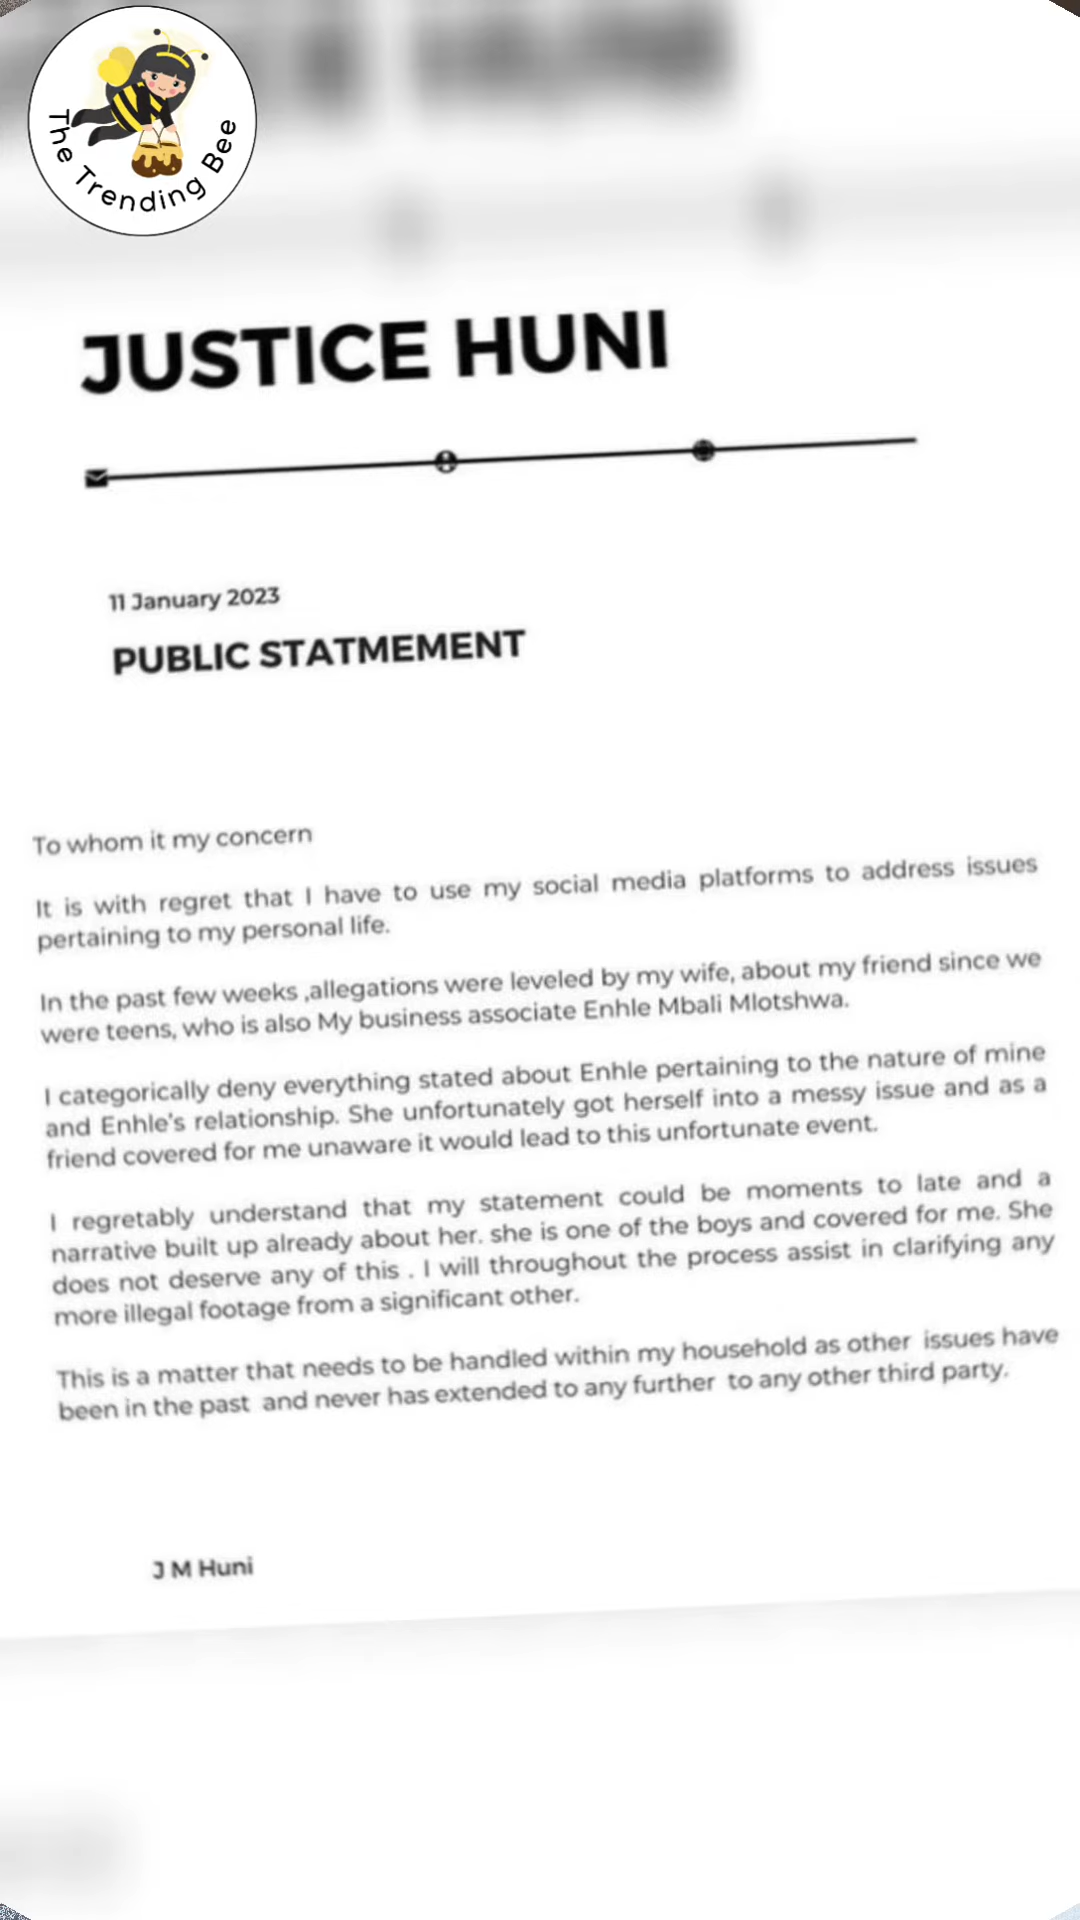 The Trending Bee
JUSTICE HUNI
11 January 2023
PUBLIC STATMEMENT
To whom it my concern
It is with regret that I have to use my social media platforms to address issues
pertaining to my personal life.
In the past few weeks ,allegations were leveled by my wife, about my friend since we
were teens, who is also My business associate Enhle Mbali Mlotshwa.
I categorically deny everything stated about Enhle pertaining to the nature of mine
and Enhle's relationship. She unfortunately got herself into a messy issue and as a
friend covered for me unaware it would lead to this unfortunate event.
I regretably understand that my statement could be moments to late and a
narrative built up already about her. she is one of the boys and covered for me. She
does not deserve any of this . I will throughout the process assist in clarifying any
more illegal footage from a significant other.
This is a matter that needs to be handled within my household as other issues have
been in the past and never has extended to any further to any other third party.
J M Huni